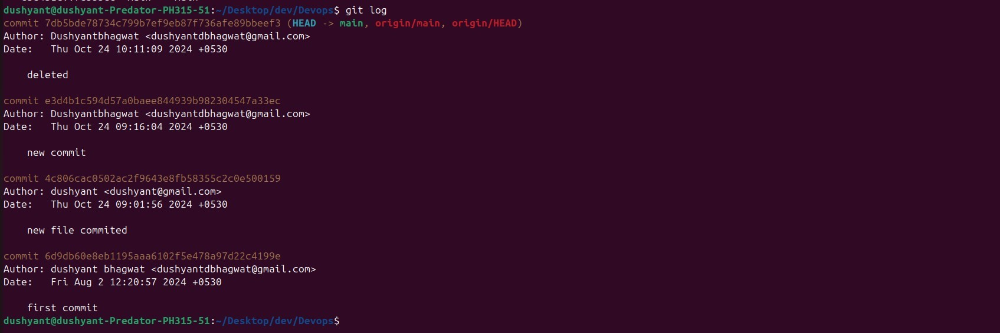 dushyant@dushyant-Predator-PH315-51:~/Desktop/dev/Devops$ git log
commit 7db5bde78734c799b7ef9eb87f736afe89bbeef3 (HEAD -> main, origin/main, origin/HEAD)
Author: Dushyantbhagwat <dushyantdbhagwat@gmail.com>
Date:   Thu Oct 24 10:11:09 2024 +0530
    deleted
commit e3d4b1c594d57a0baee844939b982304547a33ec
Author: Dushyantbhagwat <dushyantdbhagwat@gmail.com>
Date:   Thu Oct 24 09:16:04 2024 +0530
    new commit
commit 4c806cac0502ac2f9643e8fb58355c2c0e500159
Author: dushyant <dushyant@gmail.com>
Date:   Thu Oct 24 09:01:56 2024 +0530
    new file commited
commit 6d9db60e8eb1195aaa6102f5e478a97d22c4199e
Author: dushyant bhagwat <dushyantdbhagwat@gmail.com>
Date:   Fri Aug 2 12:20:57 2024 +0530
    first commit
dushyant@dushyant-Predator-PH315-51:~/Desktop/dev/Devops$